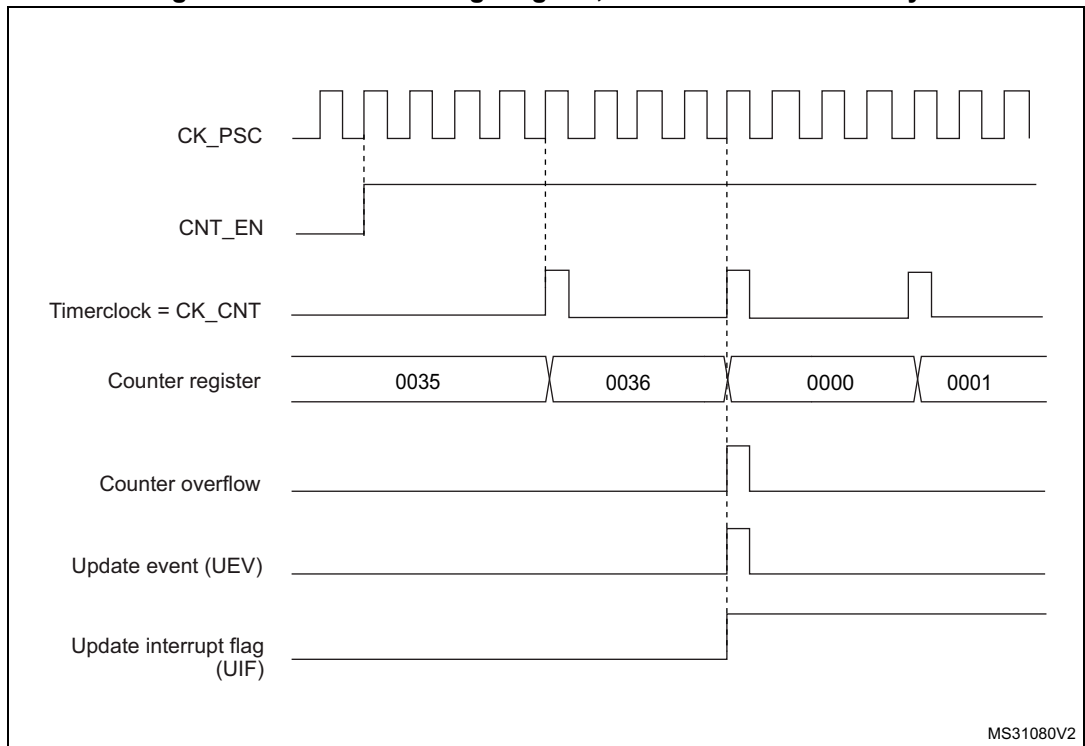 CK_PSC
CNT_EN
Timerclock = CK_CNT
Counter register
0035
0036
0000
0001
Counter overflow
Update event (UEV)
Update interrupt flag
(UIF)
MS31080V2